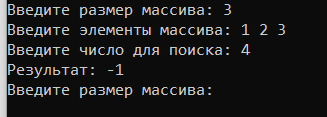 Введите размер массива: 3
Введите элементы массива: 1 2 3
Введите число для поиска: 4
Результат: -1
Введите размер массива: